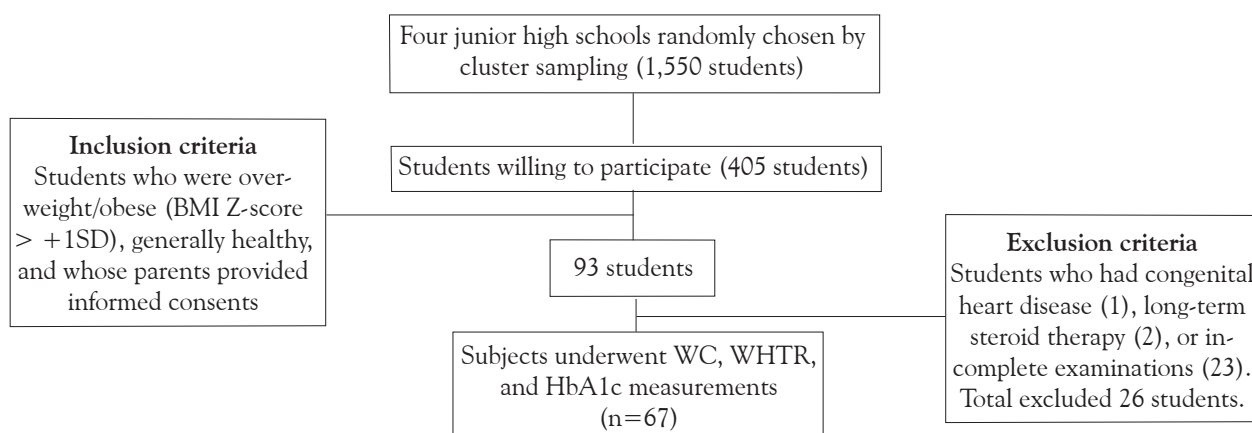 Four junior high schools randomly chosen by
cluster sampling (1,550 students)
Inclusion criteria
Students who were over-
weight/obese (BMI Z-score
> +1SD), generally healthy,
and whose parents provided
informed consents
Students willing to participate (405 students)
93 students
Exclusion criteria
Students who had congenital
heart disease (1), long-term
steroid therapy (2), or in-
complete examinations (23).
Total excluded 26 students.
Subjects underwent WC, WHTR,
and HbA1c measurements
(n=67)